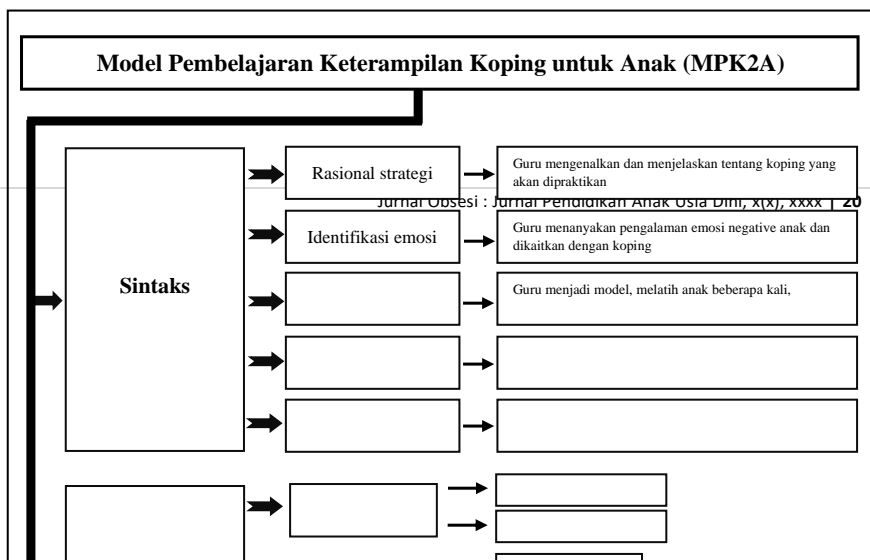 Model Pembelajaran Keterampilan Koping untuk Anak (MPK2A)
Rasional strategi
Guru mengenalkan dan menjelaskan tentang koping yang
akan dipraktikan
Jurnal Obsesi : Jurnal Pendidikan Anak Usia Dini, x(x), xxxx | 20
Identifikasi emosi
Guru menanyakan pengalaman emosi negative anak dan
dikaitkan dengan koping
Sintaks
Guru menjadi model, melatih anak beberapa kali,